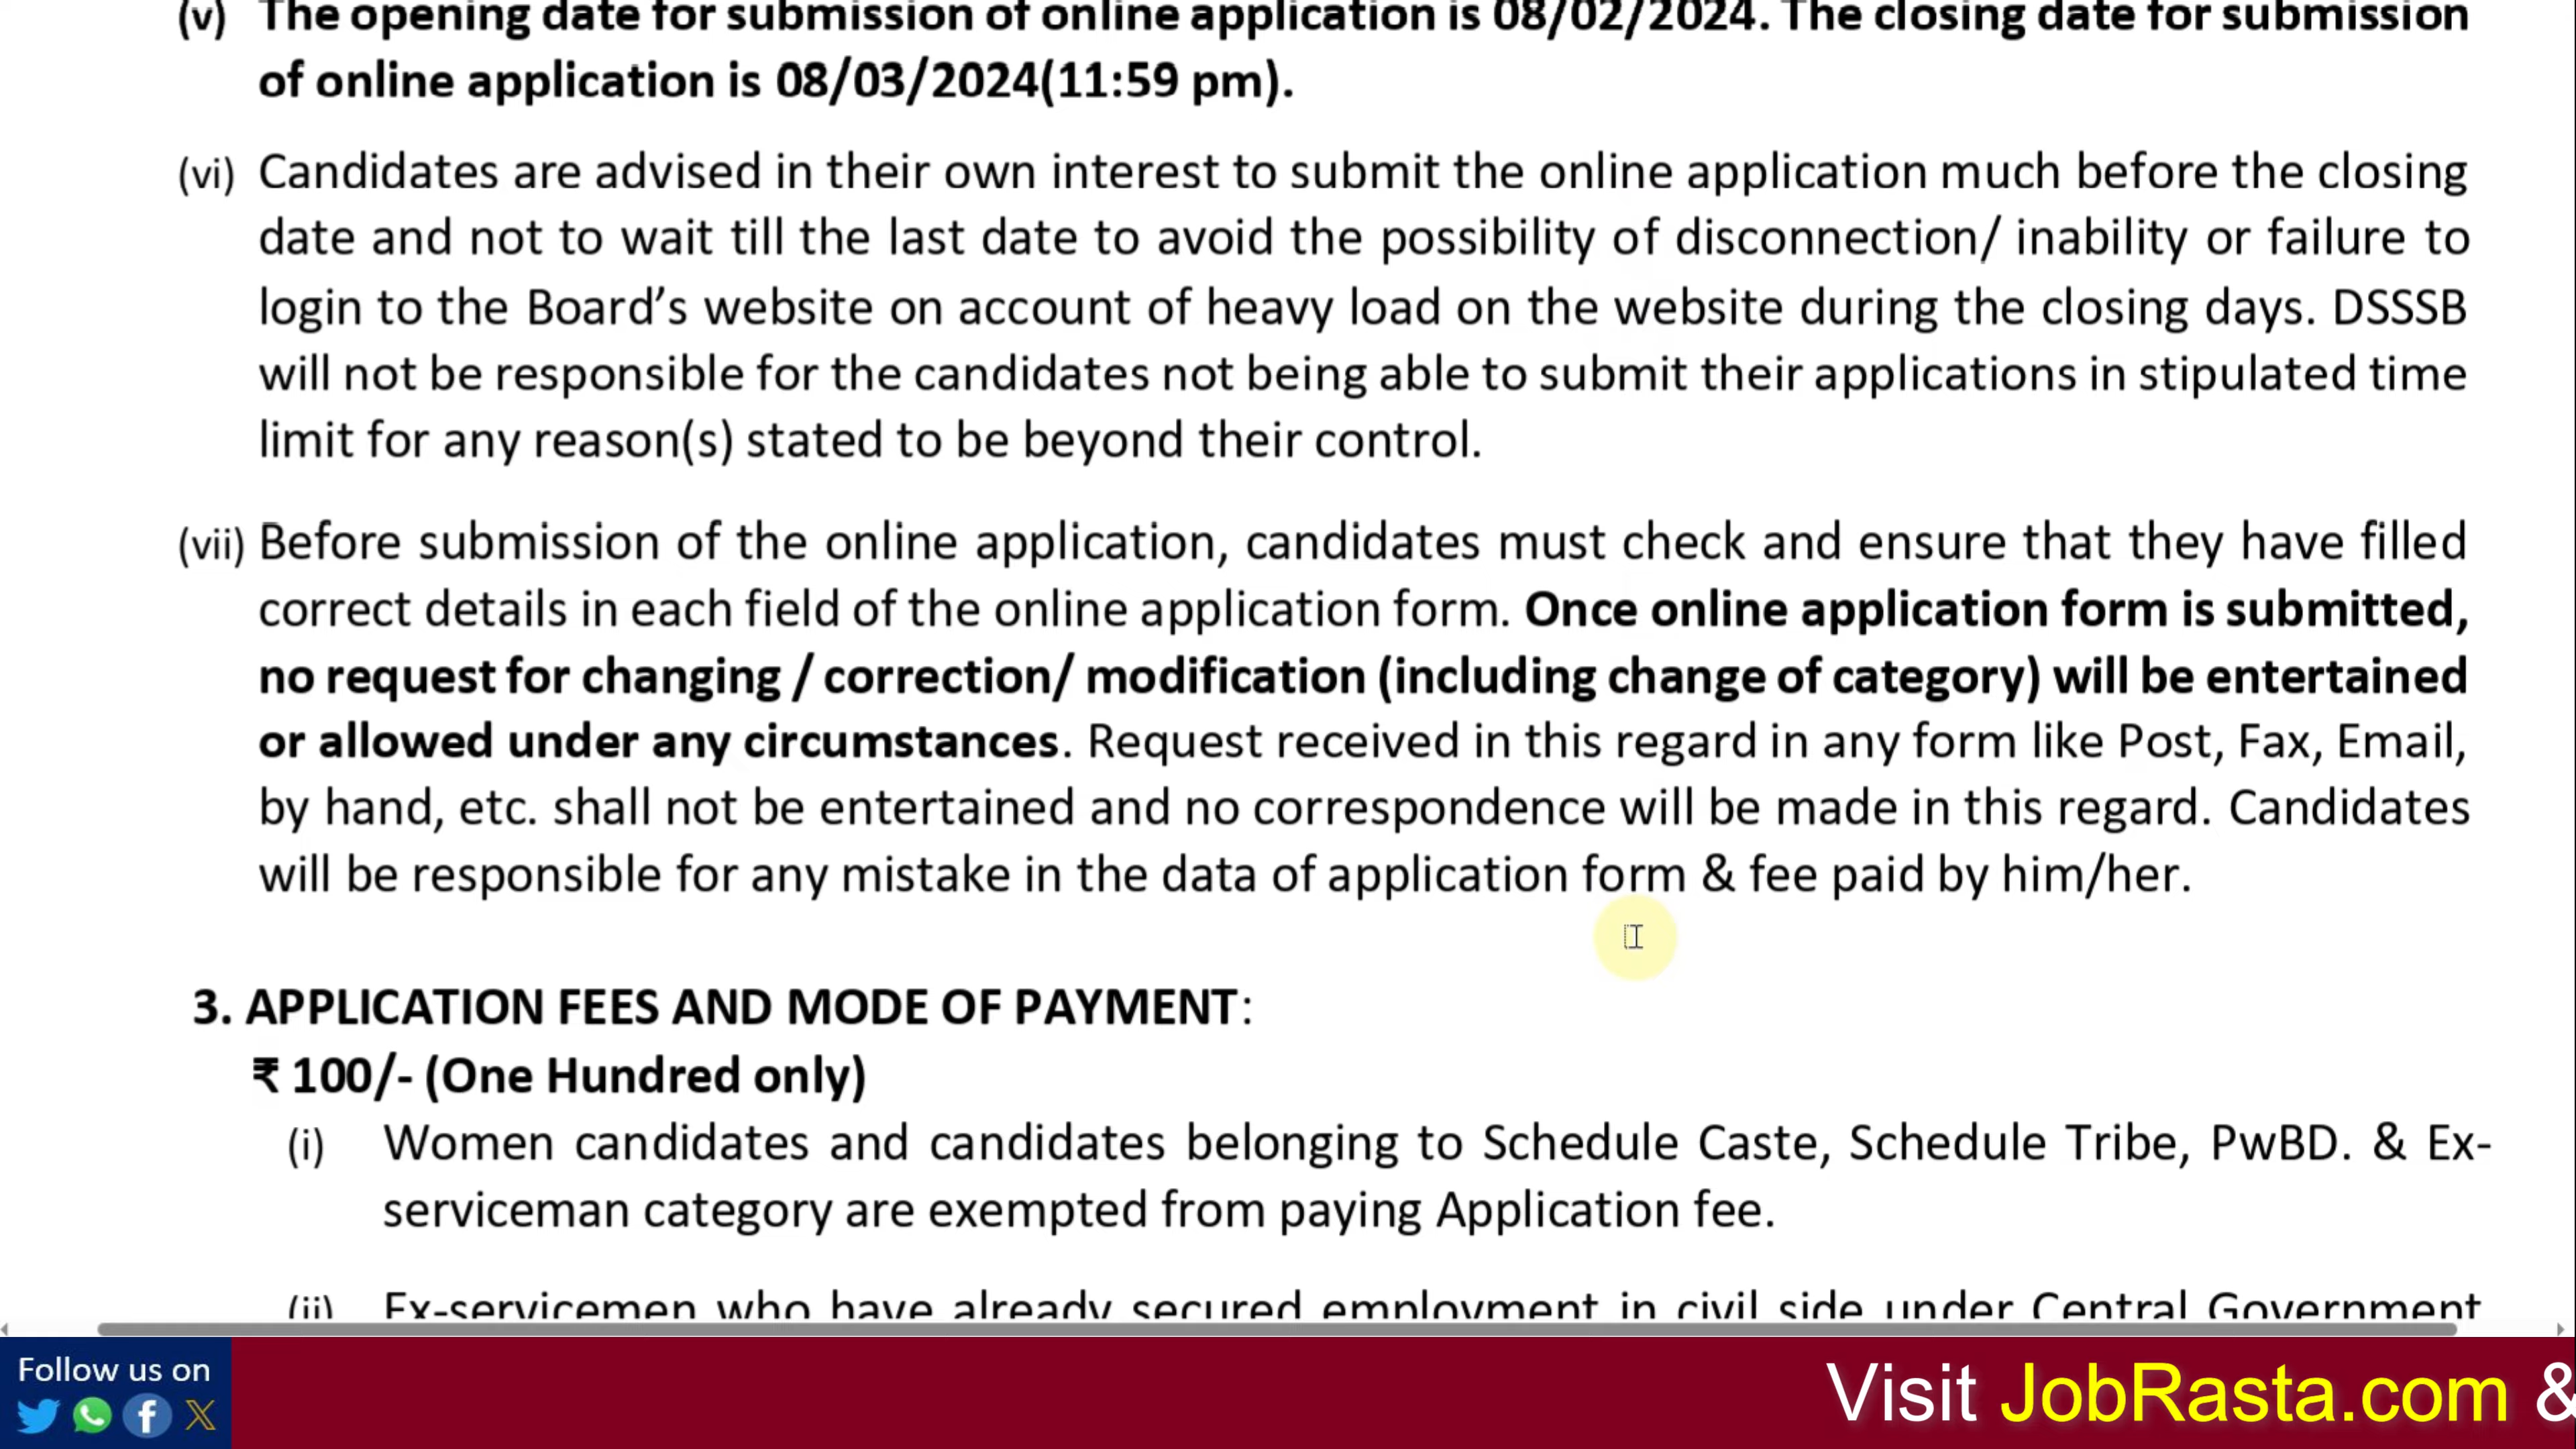 (v) The opening date for submission of online application is 08/02/2024. The closing date for submission
of online application is 08/03/2024(11:59 pm).
(vi) Candidates are advised in their own interest to submit the online application much before the closing
date and not to wait till the last date to avoid the possibility of disconnection/ inability or failure to
login to the Board’s website on account of heavy load on the website during the closing days. DSSSB
will not be responsible for the candidates not being able to submit their applications in stipulated time
limit for any reason(s) stated to be beyond their control.
(vii) Before submission of the online application, candidates must check and ensure that they have filled
correct details in each field of the online application form. Once online application form is submitted,
no request for changing / correction/ modification (including change of category) will be entertained
or allowed under any circumstances. Request received in this regard in any form like Post, Fax, Email,
by hand, etc. shall not be entertained and no correspondence will be made in this regard. Candidates
will be responsible for any mistake in the data of application form & fee paid by him/her.
3. APPLICATION FEES AND MODE OF PAYMENT:
₹ 100/- (One Hundred only)
(i) Women candidates and candidates belonging to Schedule Caste, Schedule Tribe, PwBD. & Ex-
serviceman category are exempted from paying Application fee.
(ii) Ex-servicemen who have already secured employment in civil side under Central Government
Follow us on
Visit JobRasta.com &